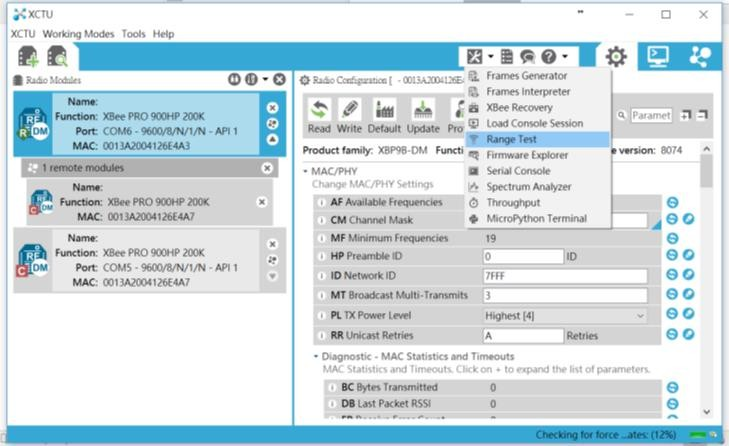 XCTU
XCTU Working Modes Tools Help
Radio Modules
Name:
Function: XBee PRO 900HP 200K
Port: COM6 - 9600/8/N/1/N - API 1
MAC: 0013A2004126E4A3
1 remote modules
Name:
Function: XBee PRO 900HP 200K
MAC: 0013A2004126E4A7
Name:
Function: XBee PRO 900HP 200K
Port: COM5 - 9600/8/N/1/N - API 1
MAC: 0013A2004126E4A7
Radio Configuration [ - 0013A2004126E4
Read Write Default Update
Paramet
Product family: XBP9B-DM Functi
e version: 8074
Frames Generator
Frames Interpreter
XBee Recovery
Load Console Session
Range Test
Firmware Explorer
Serial Console
Spectrum Analyzer
Throughput
MicroPython Terminal
MAC/PHY
Change MAC/PHY Settings
AF Available Frequencies
CM Channel Mask
MF Minimum Frequencies 19
HP Preamble ID 0 ID
ID Network ID 7FFF
MT Broadcast Multi-Transmits 3
PL TX Power Level Highest [4]
RR Unicast Retries A Retries
Diagnostic - MAC Statistics and Timeouts
MAC Statistics and Timeouts. Click on + to expand the list of parameters.
BC Bytes Transmitted 0
DB Last Packet RSSI 0
Checking for force ...ates: (12%)